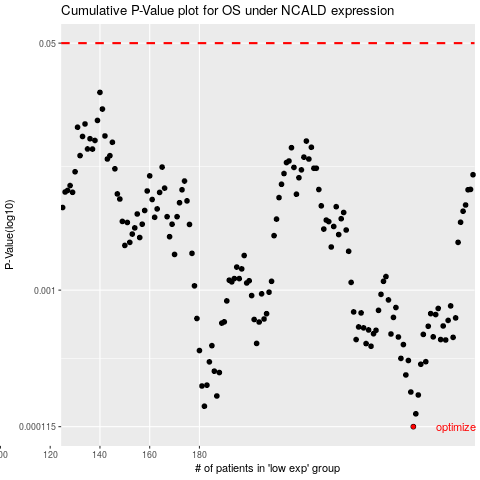 Cumulative P-Value plot for OS under NCALD expression
0.05
P-Value(log10)
0.001
0.000115
optimize
00
120
140
160
180
# of patients in 'low exp' group